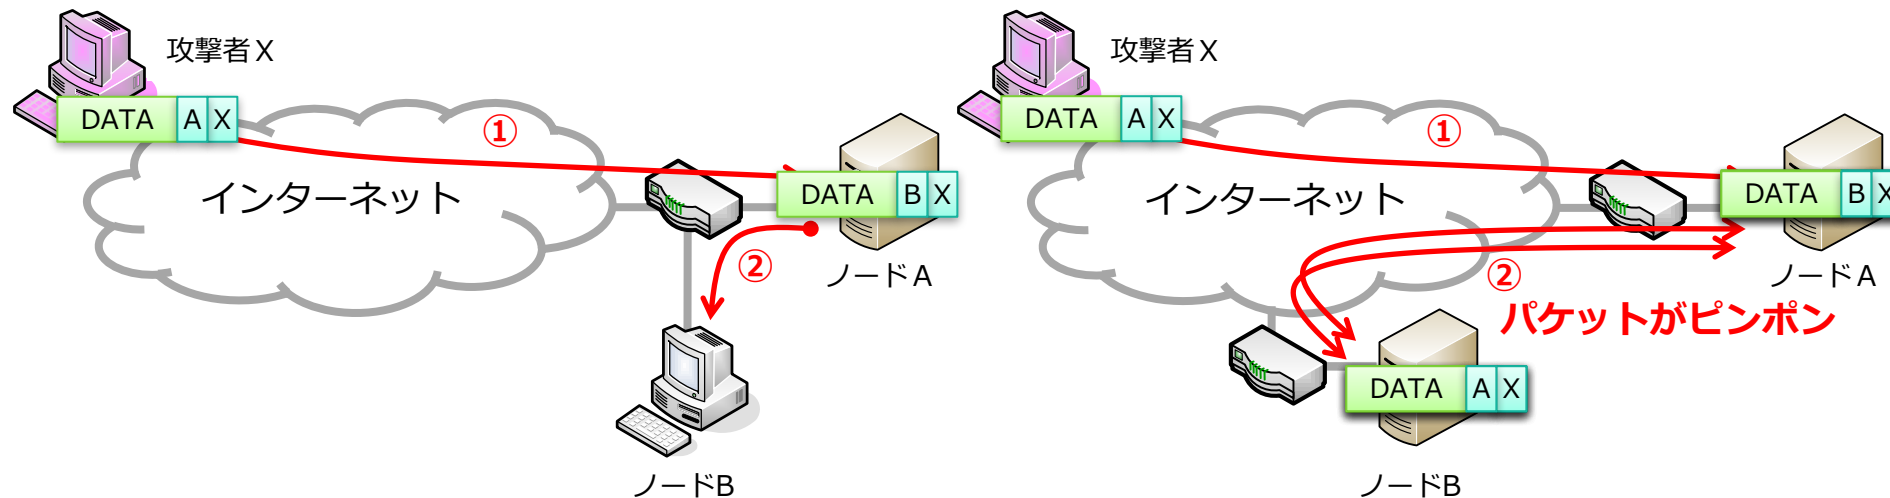 攻撃者X
DATA A X
①
インターネット
DATA B X
②
ノードA
ノードB
攻撃者X
DATA A X
①
インターネット
DATA B X
②
ノードA
パケットがピンポン
DATA A X
ノードB